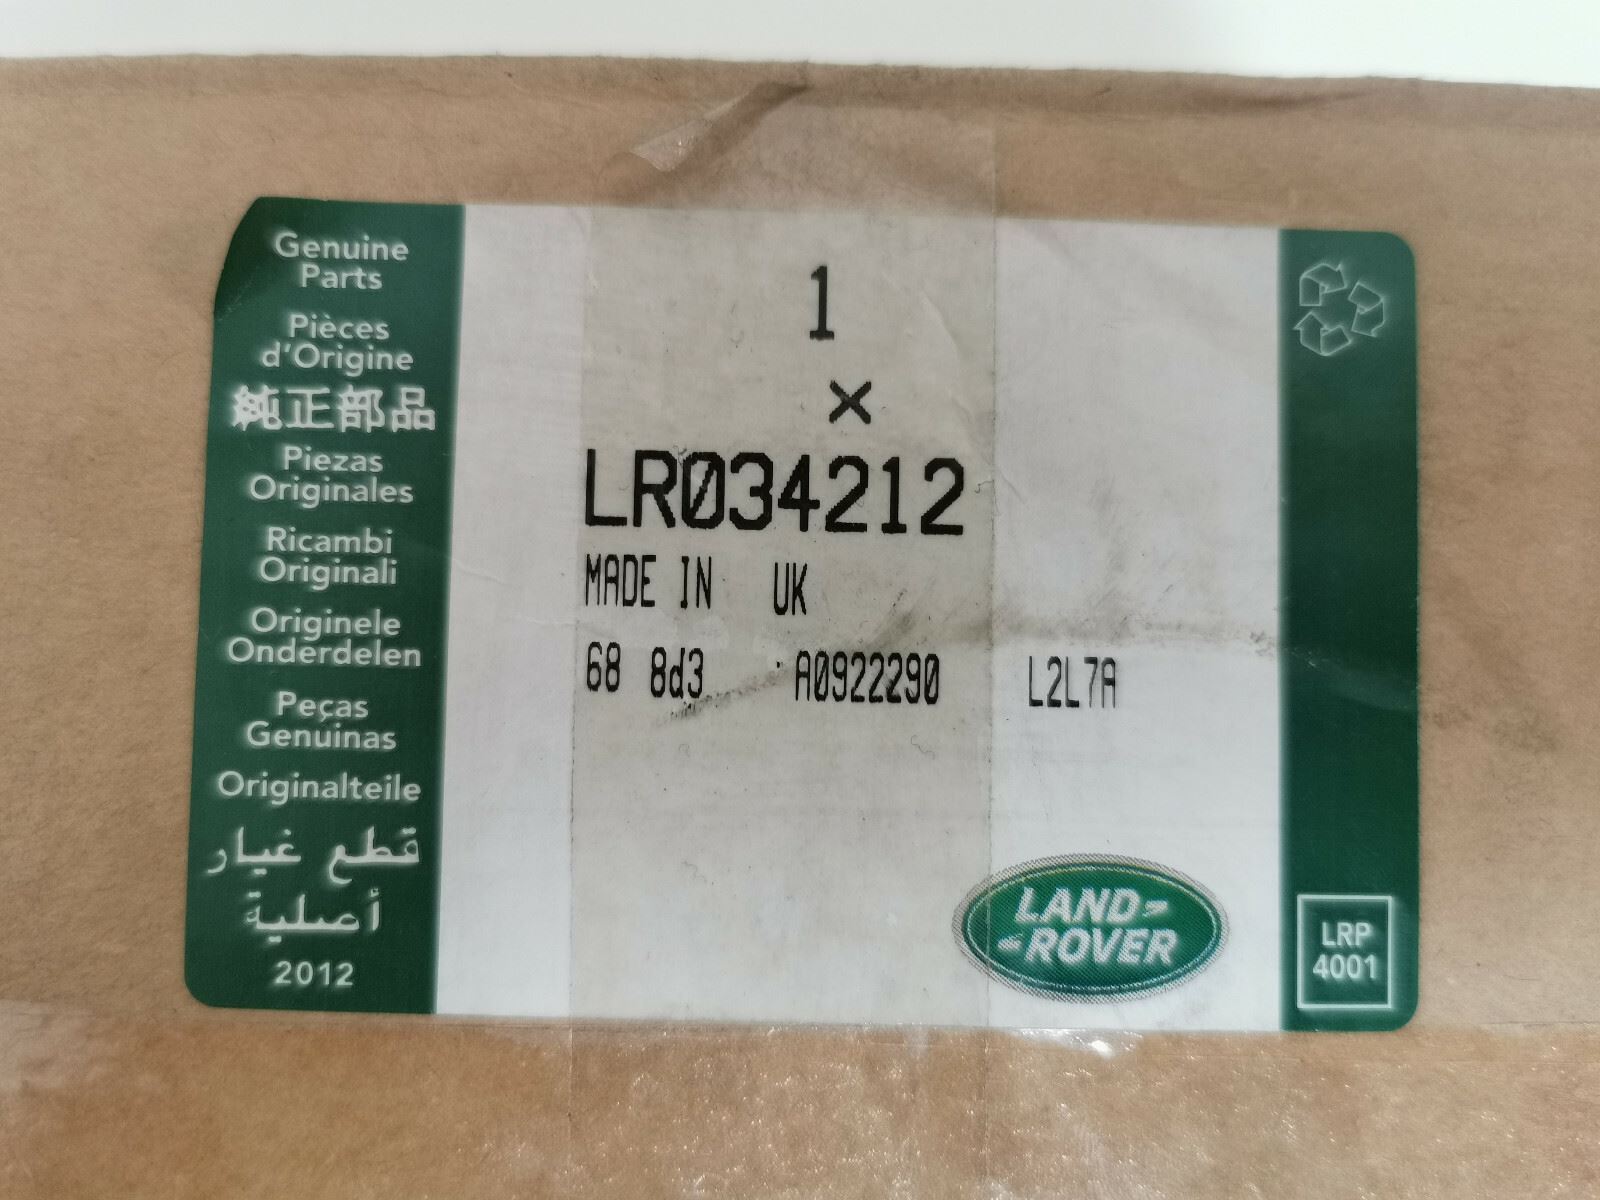 Genuine
Parts
Pièces
d'Origine
純正部品
Piezas
Originales
Ricambi
Originali
Originele
Onderdelen
Peças
Genuinas
Originalteile
قطع غيار
أصلية
2012
1
×
LR034212
MADE IN UK
68 8d3 A0922290 L2L7A
LAND-
-ROVER
LRP
4001